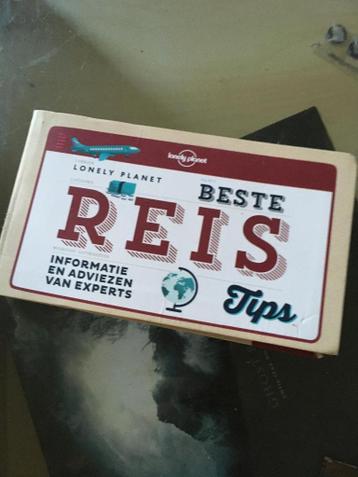 lonely planet
LONELY PLANET
BESTE
REIS
Tips
INFORMATIE
EN ADVIEZEN
VAN EXPERTS